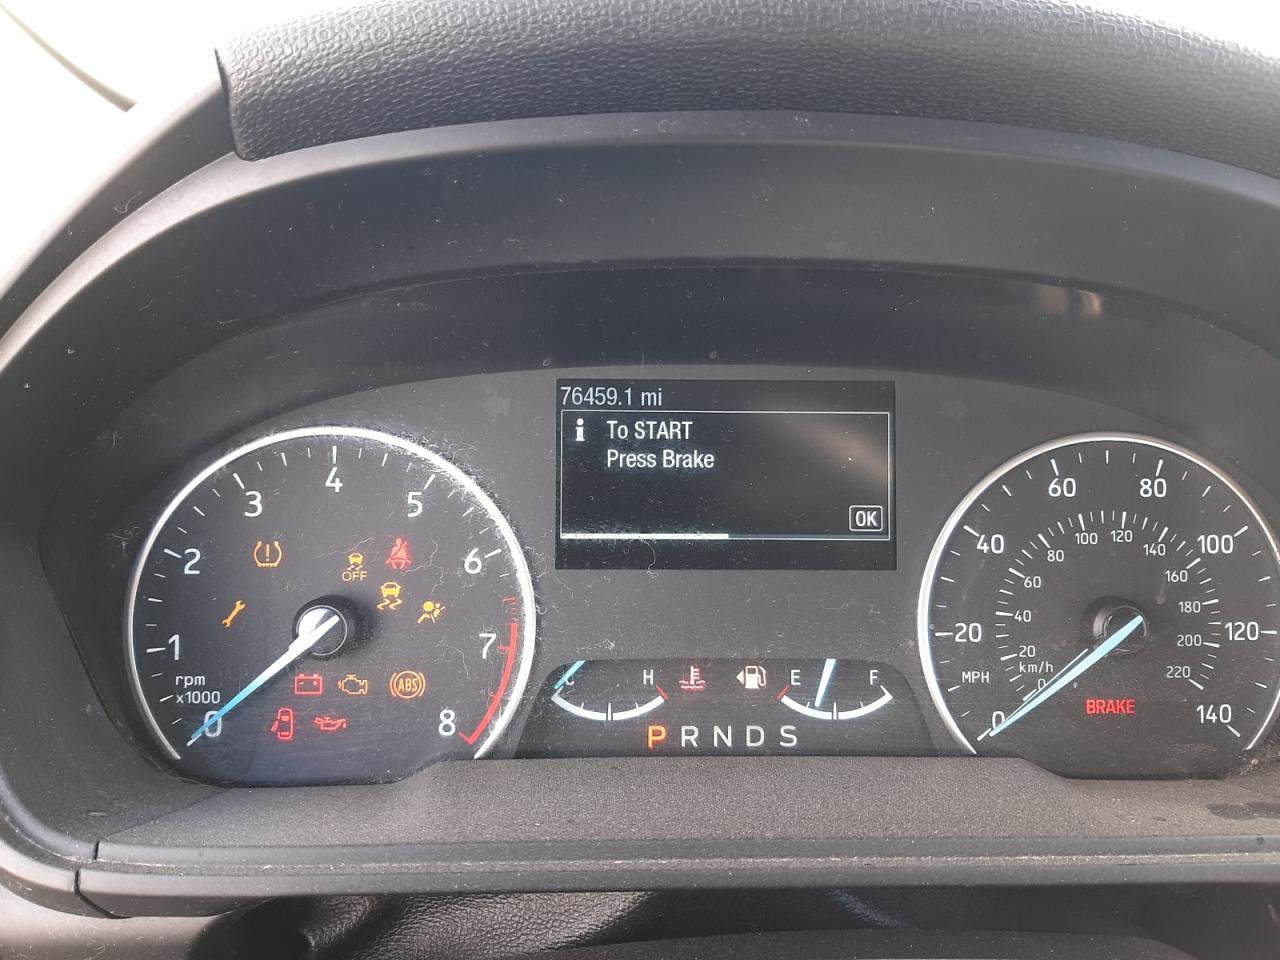 76459.1 mi
i To START
Press Brake
OK
0 1 2 3 4 5 6 7 8
rpm
x1000
!
OFF
ABS
C H
E F
P R N D S
0 20 40 60 80 100 120 140
MPH
0 20 40 60 80 100 120 140 160 180 200 220
km/h
BRAKE